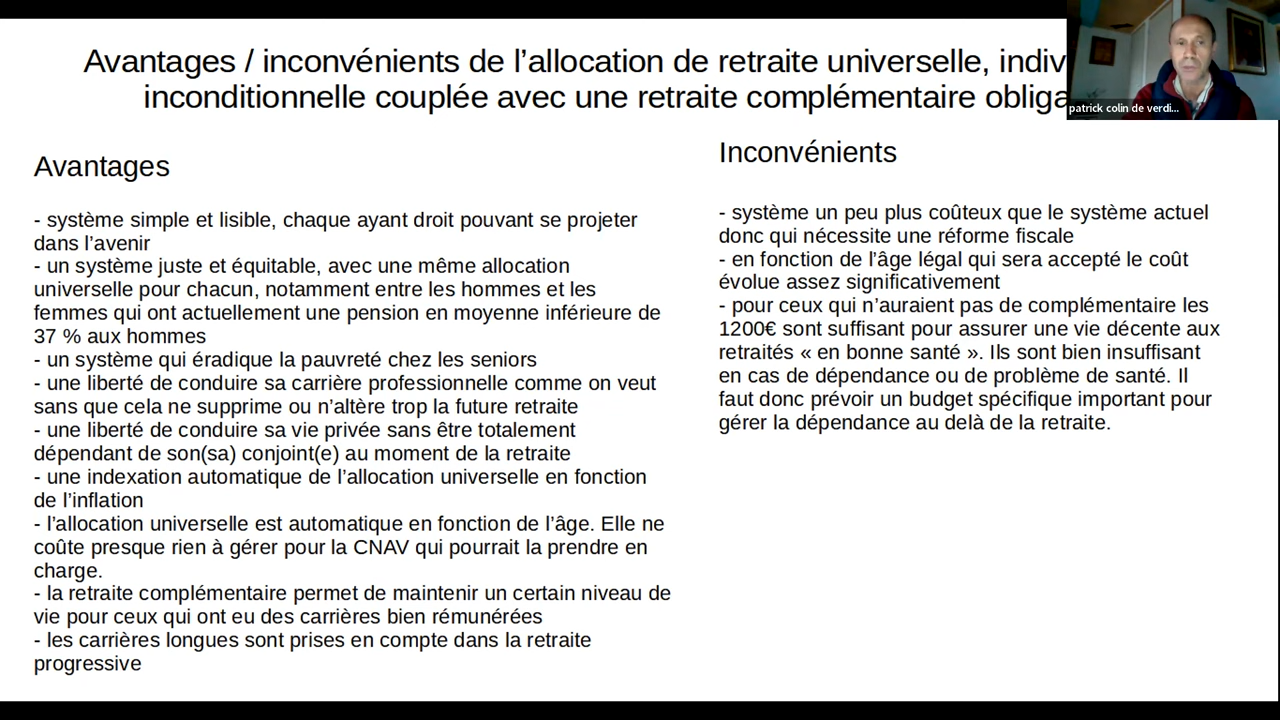 Avantages / inconvénients de l’allocation de retraite universelle, indiv
inconditionnelle couplée avec une retraite complémentaire obliga
patrick colin de verdi...
Avantages
- système simple et lisible, chaque ayant droit pouvant se projeter
dans l’avenir
- un système juste et équitable, avec une même allocation
universelle pour chacun, notamment entre les hommes et les
femmes qui ont actuellement une pension en moyenne inférieure de
37 % aux hommes
- un système qui éradique la pauvreté chez les seniors
- une liberté de conduire sa carrière professionnelle comme on veut
sans que cela ne supprime ou n’altère trop la future retraite
- une liberté de conduire sa vie privée sans être totalement
dépendant de son(sa) conjoint(e) au moment de la retraite
- une indexation automatique de l’allocation universelle en fonction
de l’inflation
- l’allocation universelle est automatique en fonction de l’âge. Elle ne
coûte presque rien à gérer pour la CNAV qui pourrait la prendre en
charge.
- la retraite complémentaire permet de maintenir un certain niveau de
vie pour ceux qui ont eu des carrières bien rémunérées
- les carrières longues sont prises en compte dans la retraite
progressive
Inconvénients
- système un peu plus coûteux que le système actuel
donc qui nécessite une réforme fiscale
- en fonction de l’âge légal qui sera accepté le coût
évolue assez significativement
- pour ceux qui n’auraient pas de complémentaire les
1200€ sont suffisant pour assurer une vie décente aux
retraités « en bonne santé ». Ils sont bien insuffisant
en cas de dépendance ou de problème de santé. Il
faut donc prévoir un budget spécifique important pour
gérer la dépendance au delà de la retraite.